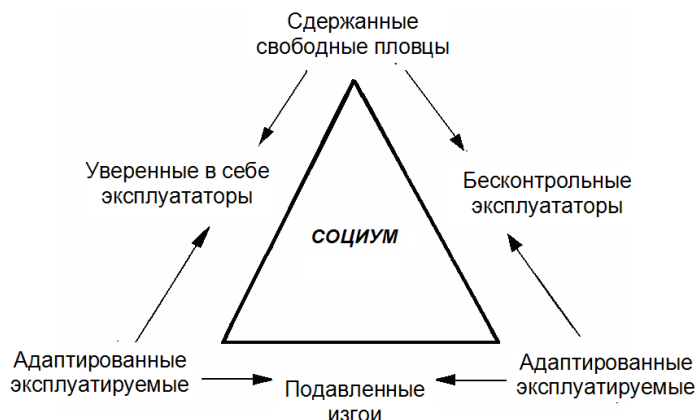 Сдержанные
свободные пловцы
Уверенные в себе
эксплуататоры
Бесконтрольные
эксплуататоры
СОЦИУМ
Адаптированные
эксплуатируемые
Подавленные
изгои
Адаптированные
эксплуатируемые